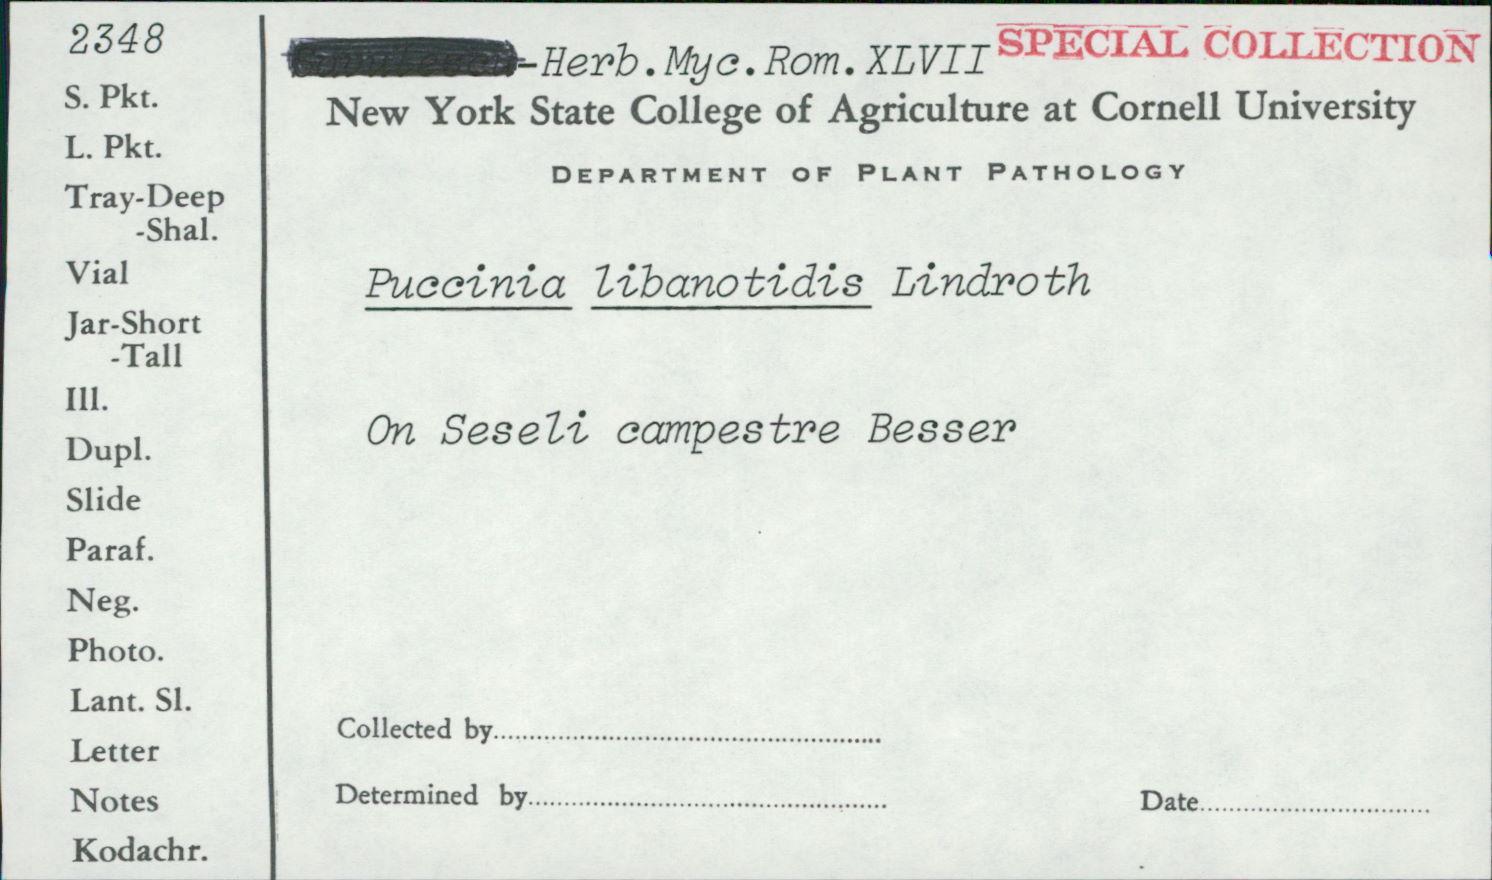 2348
S. Pkt.
L. Pkt.
Tray-Deep
-Shal.
Vial
Jar-Short
-Tall
Ill.
Dupl.
Slide
Paraf.
Neg.
Photo.
Lant. Sl.
Letter
Notes
Kodachr.
-Herb.Myc.Rom.XLVII
SPECIAL COLLECTION
New York State College of Agriculture at Cornell University
DEPARTMENT OF PLANT PATHOLOGY
Puccinia libanotidis Lindroth
On Seseli campestre Besser
Collected by
Determined by
Date